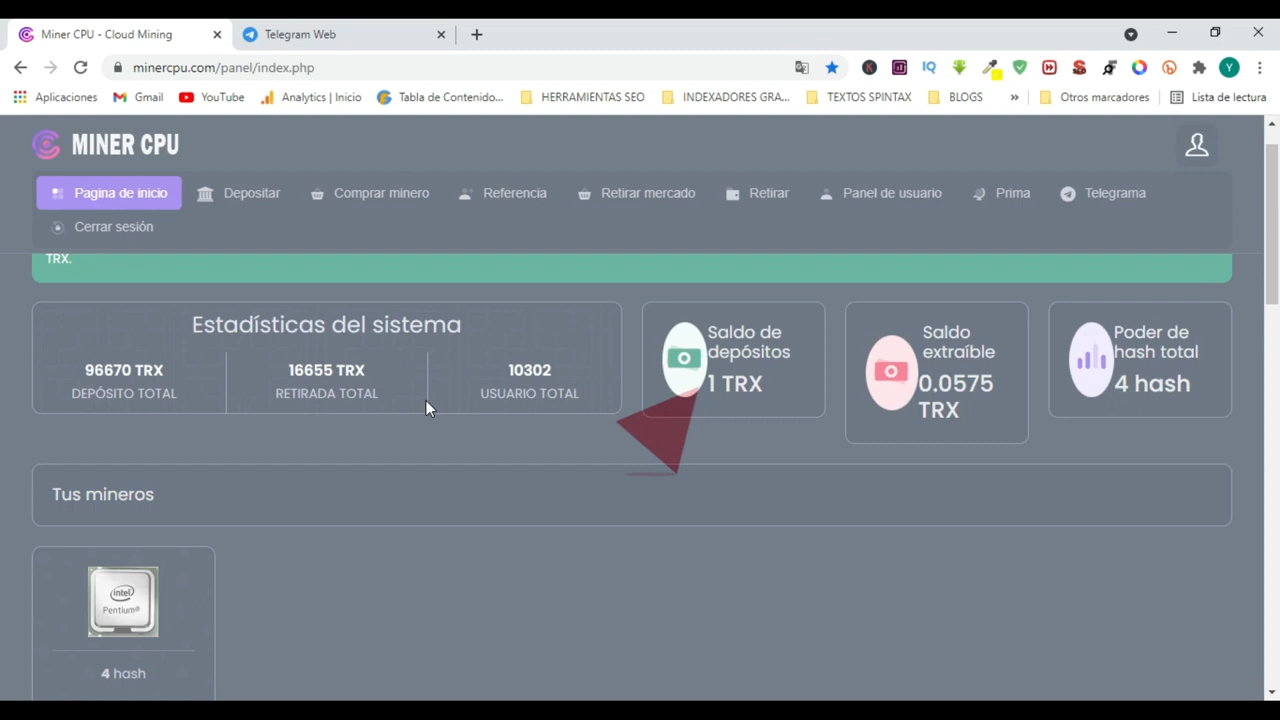 Miner CPU - Cloud Mining
Telegram Web
minercpu.com/panel/index.php
Y
Aplicaciones
Gmail
YouTube
Analytics | Inicio
Tabla de Contenido...
HERRAMIENTAS SEO
INDEXADORES GRA...
TEXTOS SPINTAX
BLOGS
»
Otros marcadores
Lista de lectura
MINER CPU
Pagina de inicio
Depositar
Comprar minero
Referencia
Retirar mercado
Retirar
Panel de usuario
Prima
Telegrama
Cerrar sesión
TRX.
Estadísticas del sistema
96670 TRX
DEPÓSITO TOTAL
16655 TRX
RETIRADA TOTAL
10302
USUARIO TOTAL
Saldo de
depósitos
1 TRX
Saldo
extraíble
0.0575
TRX
Poder de
hash total
4 hash
Tus mineros
intel
Pentium®
4 hash